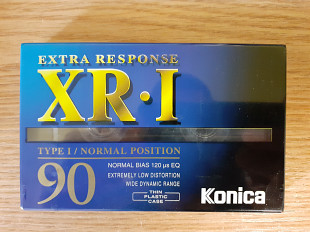 EXTRA RESPONSE
XR·I
TYPE I / NORMAL POSITION
90
NORMAL BIAS 120 µs EQ
EXTREMELY LOW DISTORTION
WIDE DYNAMIC RANGE
THIN
PLASTIC
CASE
Konica